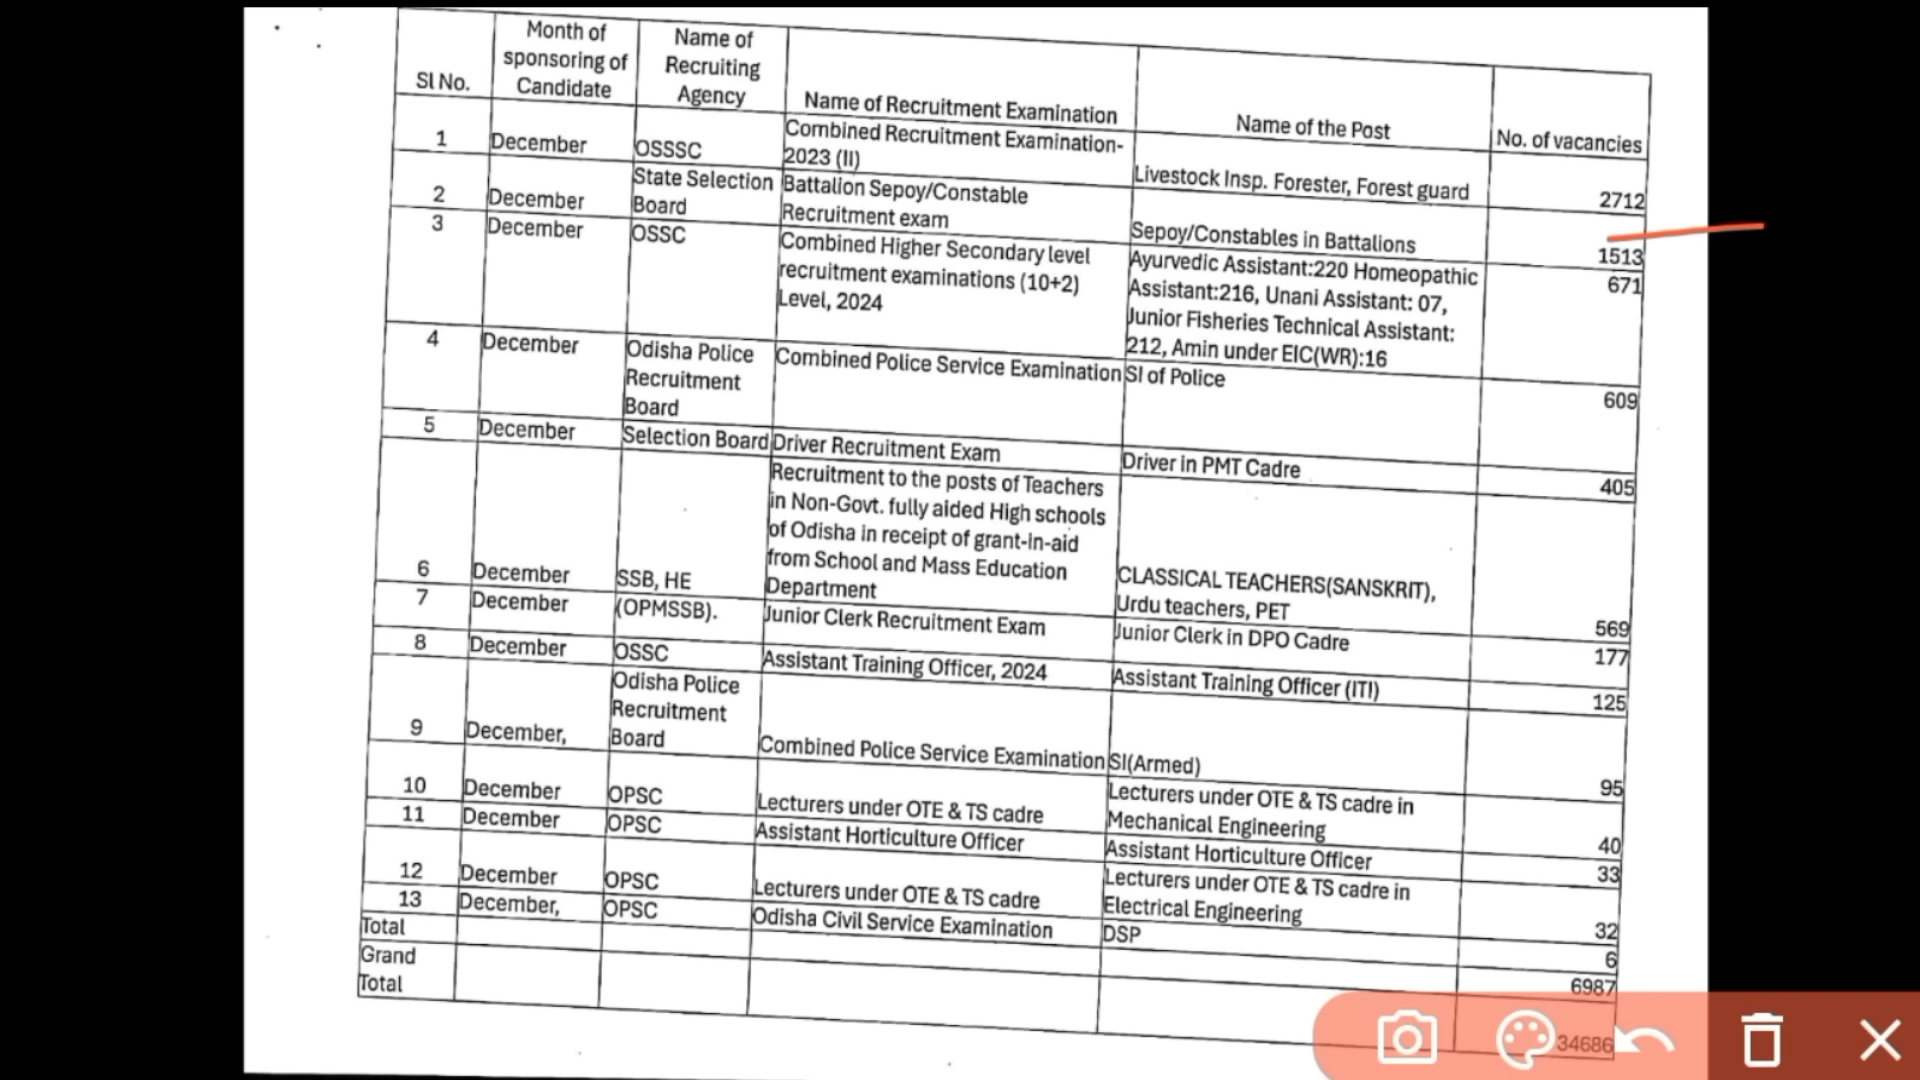 Sl No. Month of sponsoring of Candidate Name of Recruiting Agency Name of Recruitment Examination Name of the Post No. of vacancies
1 December OSSSC Combined Recruitment Examination-2023 (II) Livestock Insp. Forester, Forest guard 2712
2 December State Selection Board Battalion Sepoy/Constable Recruitment exam Sepoy/Constables in Battalions 1513
3 December OSSC Combined Higher Secondary level recruitment examinations (10+2) Level, 2024 Ayurvedic Assistant:220 Homeopathic Assistant:216, Unani Assistant: 07, Junior Fisheries Technical Assistant: 212, Amin under EIC(WR):16 671
4 December Odisha Police Recruitment Board Combined Police Service Examination SI of Police 609
5 December Selection Board Driver Recruitment Exam Driver in PMT Cadre 405
6 December SSB, HE Recruitment to the posts of Teachers in Non-Govt. fully aided High schools of Odisha in receipt of grant-in-aid from School and Mass Education Department CLASSICAL TEACHERS(SANSKRIT), Urdu teachers, PET 569
7 December (OPMSSB). Junior Clerk Recruitment Exam Junior Clerk in DPO Cadre 177
8 December OSSC Assistant Training Officer, 2024 Assistant Training Officer (ITI) 125
9 December, Odisha Police Recruitment Board Combined Police Service Examination SI(Armed) 95
10 December OPSC Lecturers under OTE & TS cadre Lecturers under OTE & TS cadre in Mechanical Engineering 40
11 December OPSC Assistant Horticulture Officer Assistant Horticulture Officer 33
12 December OPSC Lecturers under OTE & TS cadre Lecturers under OTE & TS cadre in Electrical Engineering 32
13 December, OPSC Odisha Civil Service Examination DSP 6
Total 6987
Grand Total 34686